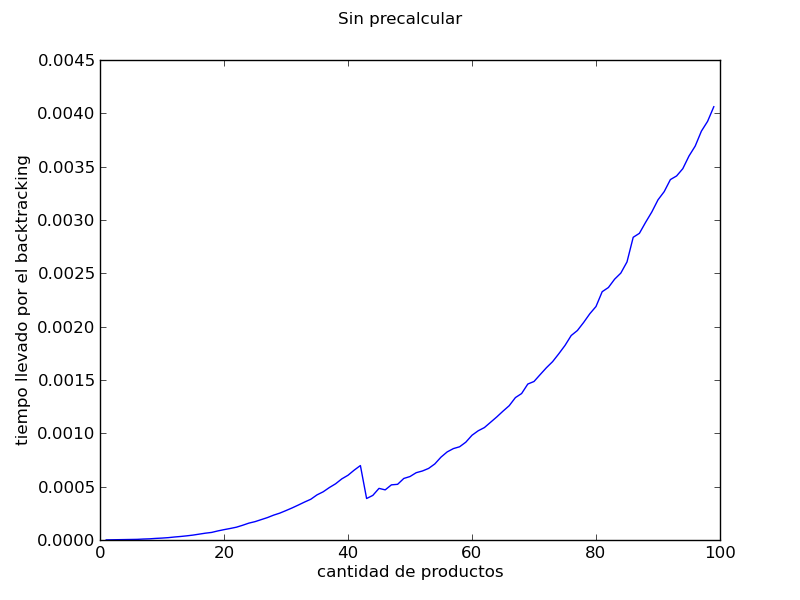 Sin precalcular
0.0045
0.0040
0.0035
0.0030
0.0025
0.0020
0.0015
0.0010
0.0005
0.0000
tiempo llevado por el backtracking
0 20 40 60 80 100
cantidad de productos